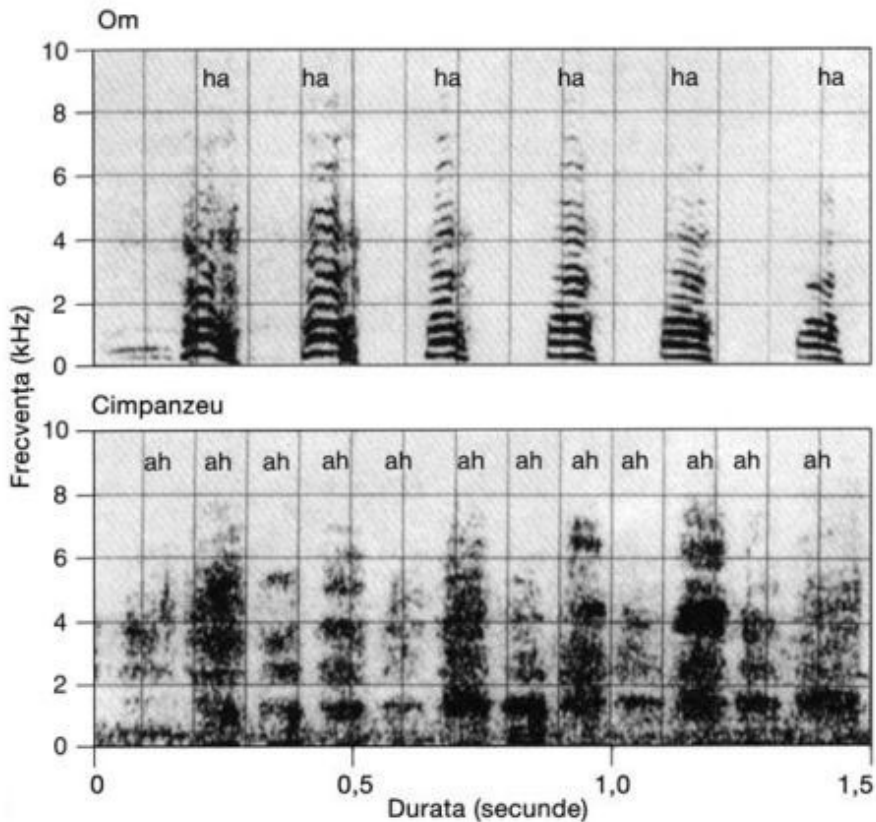 Om
10
ha ha ha ha ha ha
8
6
4
2
0
Frecvența (kHz)
Cimpanzeu
10
ah ah ah ah ah ah ah ah ah ah ah ah
8
6
4
2
0
0 0,5 1,0 1,5
Durata (secunde)